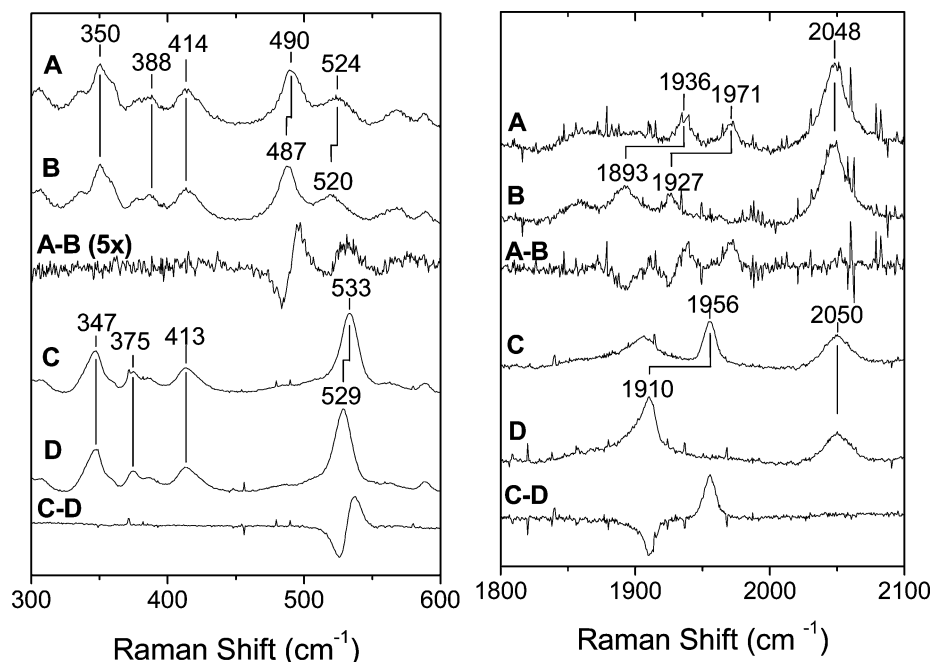 350
388
414
490
524
A
487
520
B
A-B (5x)
533
347
375
413
C
529
D
C-D
300
400
500
600
Raman Shift (cm⁻¹)
2048
1936
1971
A
1893
1927
B
A-B
1956
2050
C
1910
D
C-D
1800
1900
2000
2100
Raman Shift (cm ⁻¹)